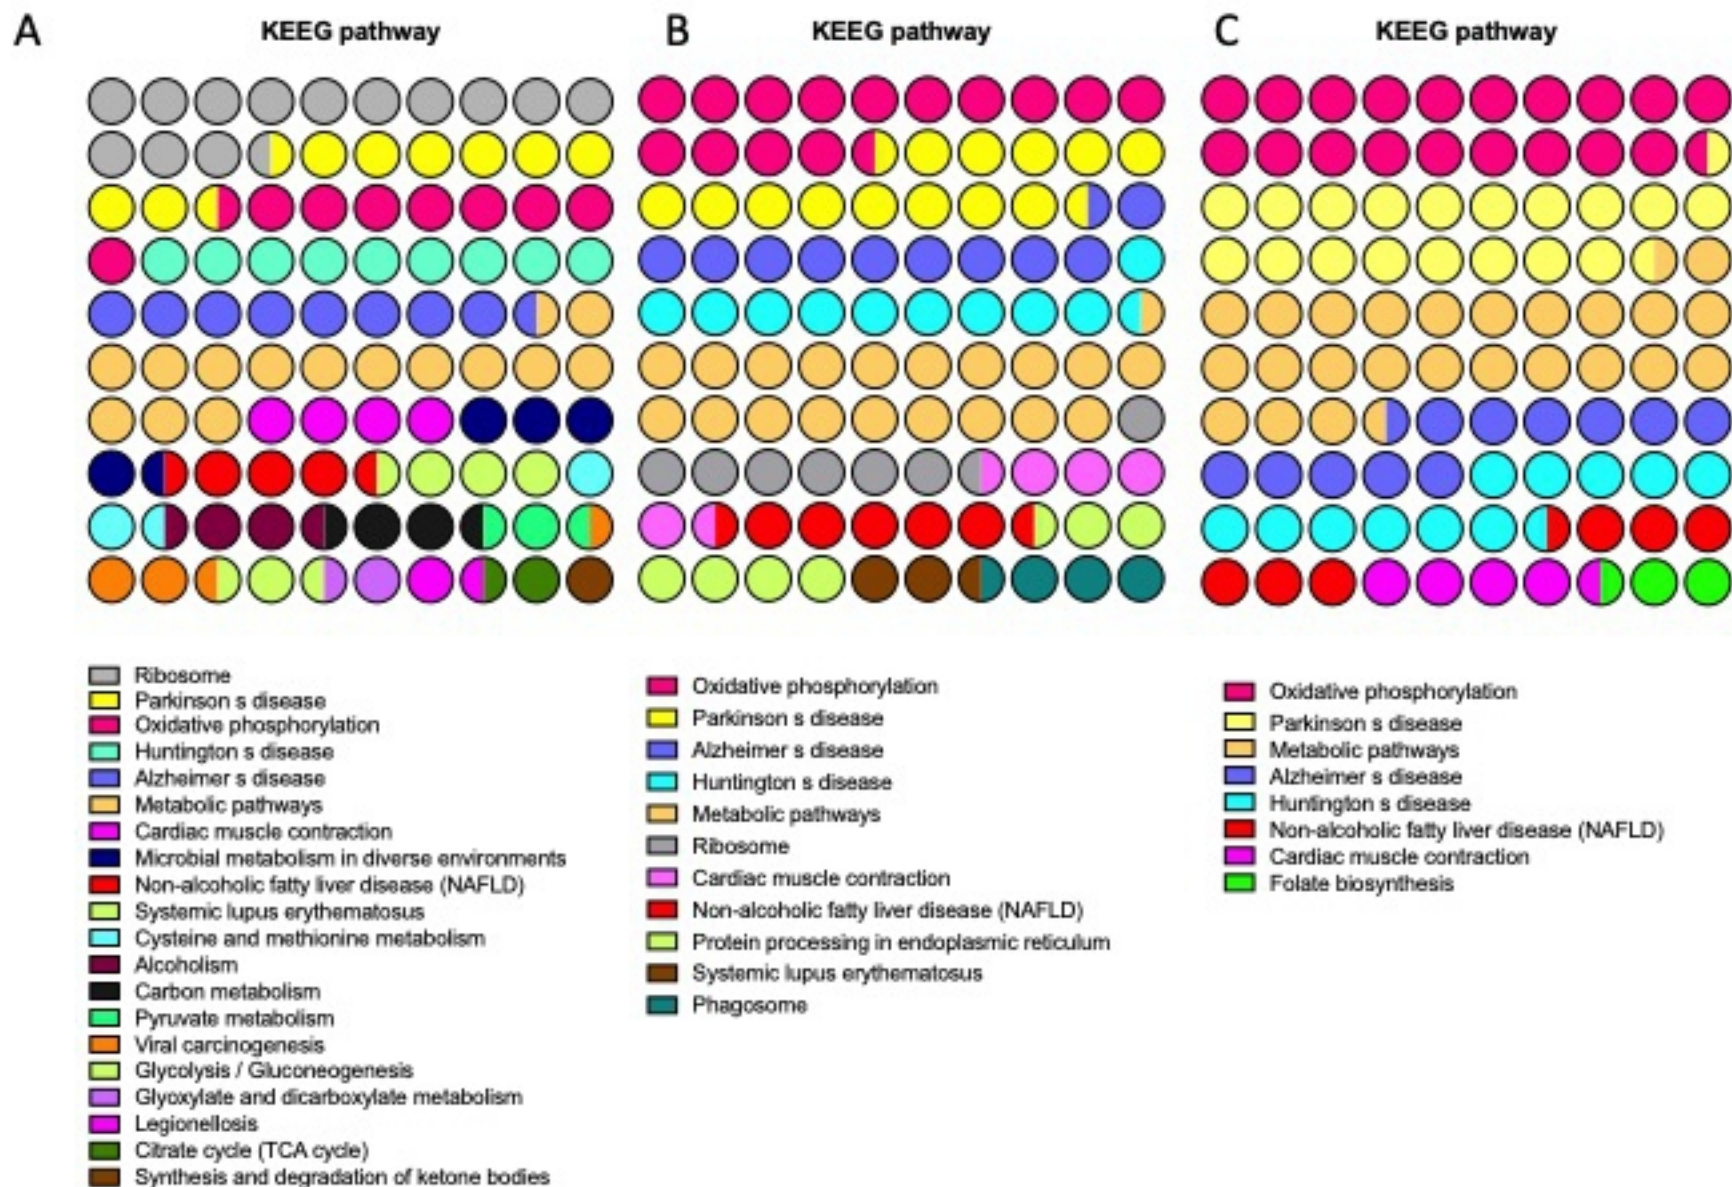 A
KEEG pathway
B
KEEG pathway
C
KEEG pathway
Ribosome
Parkinson s disease
Oxidative phosphorylation
Huntington s disease
Alzheimer s disease
Metabolic pathways
Cardiac muscle contraction
Microbial metabolism in diverse environments
Non-alcoholic fatty liver disease (NAFLD)
Systemic lupus erythematosus
Cysteine and methionine metabolism
Alcoholism
Carbon metabolism
Pyruvate metabolism
Viral carcinogenesis
Glycolysis / Gluconeogenesis
Glyoxylate and dicarboxylate metabolism
Legionellosis
Citrate cycle (TCA cycle)
Synthesis and degradation of ketone bodies
Oxidative phosphorylation
Parkinson s disease
Alzheimer s disease
Huntington s disease
Metabolic pathways
Ribosome
Cardiac muscle contraction
Non-alcoholic fatty liver disease (NAFLD)
Protein processing in endoplasmic reticulum
Systemic lupus erythematosus
Phagosome
Oxidative phosphorylation
Parkinson s disease
Metabolic pathways
Alzheimer s disease
Huntington s disease
Non-alcoholic fatty liver disease (NAFLD)
Cardiac muscle contraction
Folate biosynthesis